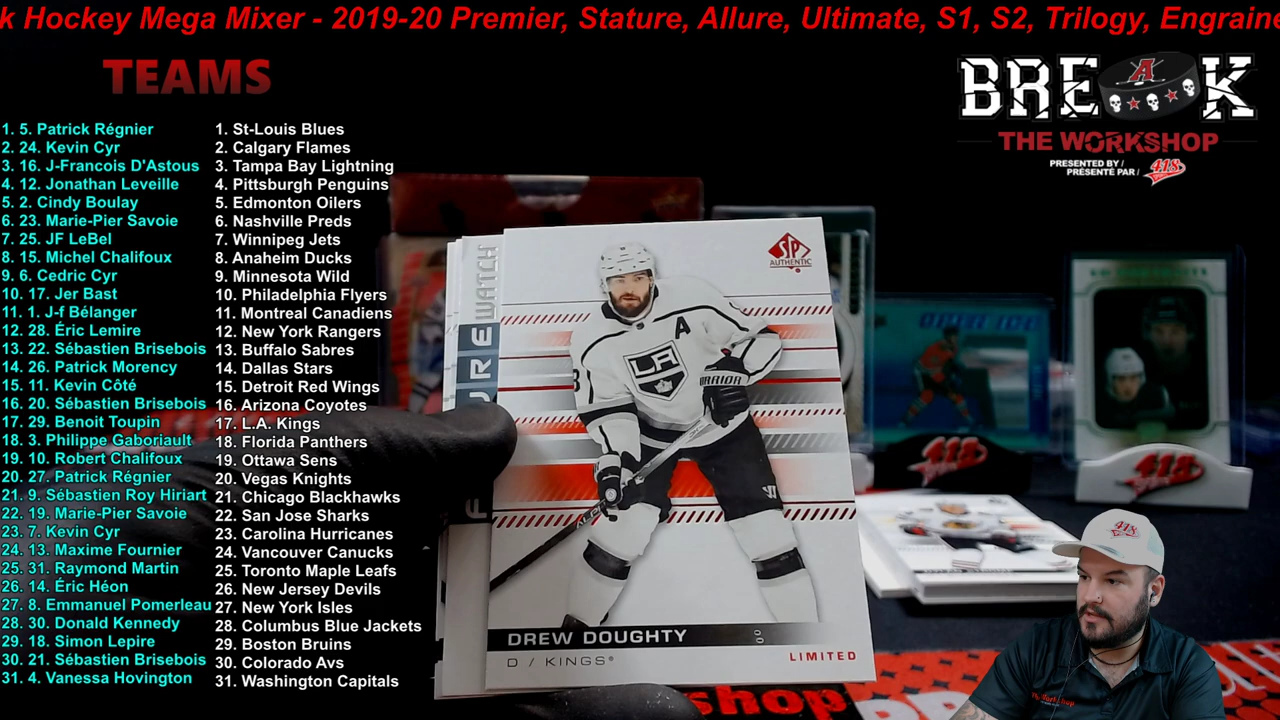 k Hockey Mega Mixer - 2019-20 Premier, Stature, Allure, Ultimate, S1, S2, Trilogy, Engraine
TEAMS
BRE A K
THE WORKSHOP
PRESENTED BY /
PRÉSENTÉ PAR /
418
1. 5. Patrick Régnier
2. 24. Kevin Cyr
3. 16. J-Francois D'Astous
4. 12. Jonathan Leveille
5. 2. Cindy Boulay
6. 23. Marie-Pier Savoie
7. 25. JF LeBel
8. 15. Michel Chalifoux
9. 6. Cedric Cyr
10. 17. Jer Bast
11. 1. J-f Bélanger
12. 28. Éric Lemire
13. 22. Sébastien Brisebois
14. 26. Patrick Morency
15. 11. Kevin Côté
16. 20. Sébastien Brisebois
17. 29. Benoit Toupin
18. 3. Philippe Gaboriault
19. 10. Robert Chalifoux
20. 27. Patrick Régnier
21. 9. Sébastien Roy Hiriart
22. 19. Marie-Pier Savoie
23. 7. Kevin Cyr
24. 13. Maxime Fournier
25. 31. Raymond Martin
26. 14. Éric Héon
27. 8. Emmanuel Pomerleau
28. 30. Donald Kennedy
29. 18. Simon Lepire
30. 21. Sébastien Brisebois
31. 4. Vanessa Hovington
1. St-Louis Blues
2. Calgary Flames
3. Tampa Bay Lightning
4. Pittsburgh Penguins
5. Edmonton Oilers
6. Nashville Preds
7. Winnipeg Jets
8. Anaheim Ducks
9. Minnesota Wild
10. Philadelphia Flyers
11. Montreal Canadiens
12. New York Rangers
13. Buffalo Sabres
14. Dallas Stars
15. Detroit Red Wings
16. Arizona Coyotes
17. L.A. Kings
18. Florida Panthers
19. Ottawa Sens
20. Vegas Knights
21. Chicago Blackhawks
22. San Jose Sharks
23. Carolina Hurricanes
24. Vancouver Canucks
25. Toronto Maple Leafs
26. New Jersey Devils
27. New York Isles
28. Columbus Blue Jackets
29. Boston Bruins
30. Colorado Avs
31. Washington Capitals
WATCH
F URE
SP
AUTHENTIC
A
LA
WARRIOR
DREW DOUGHTY
D / KINGS
LIMITED
418
418
418
shop